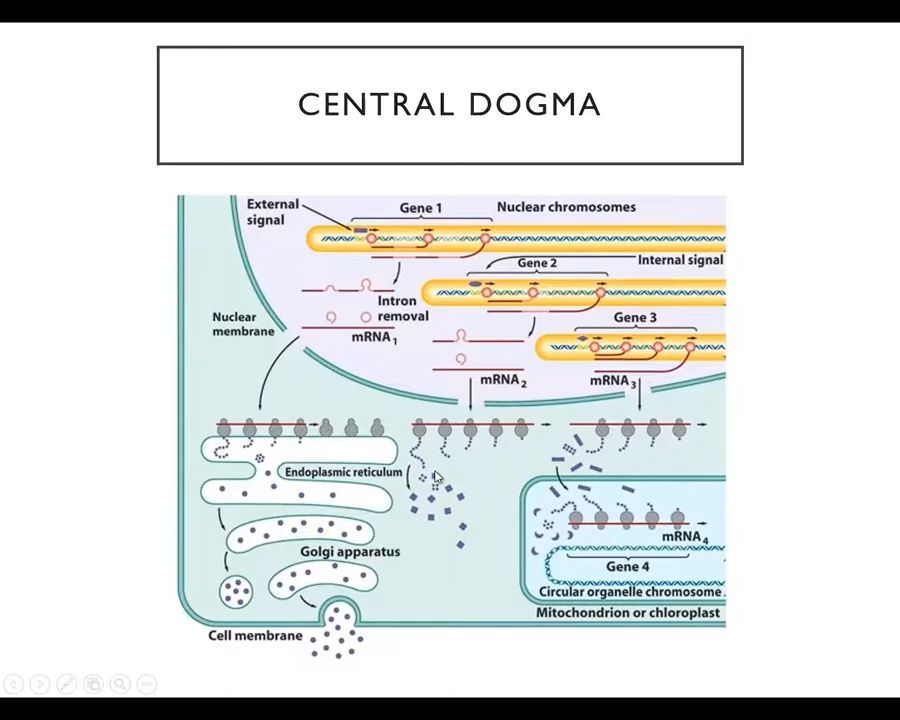 CENTRAL DOGMA
External
signal
Gene 1
Nuclear chromosomes
Gene 2
Internal signal
Intron
removal
Nuclear
membrane
mRNA1
Gene 3
mRNA2
mRNA3
Endoplasmic reticulum
mRNA4
Golgi apparatus
Gene 4
Circular organelle chromosome
Mitochondrion or chloroplast
Cell membrane